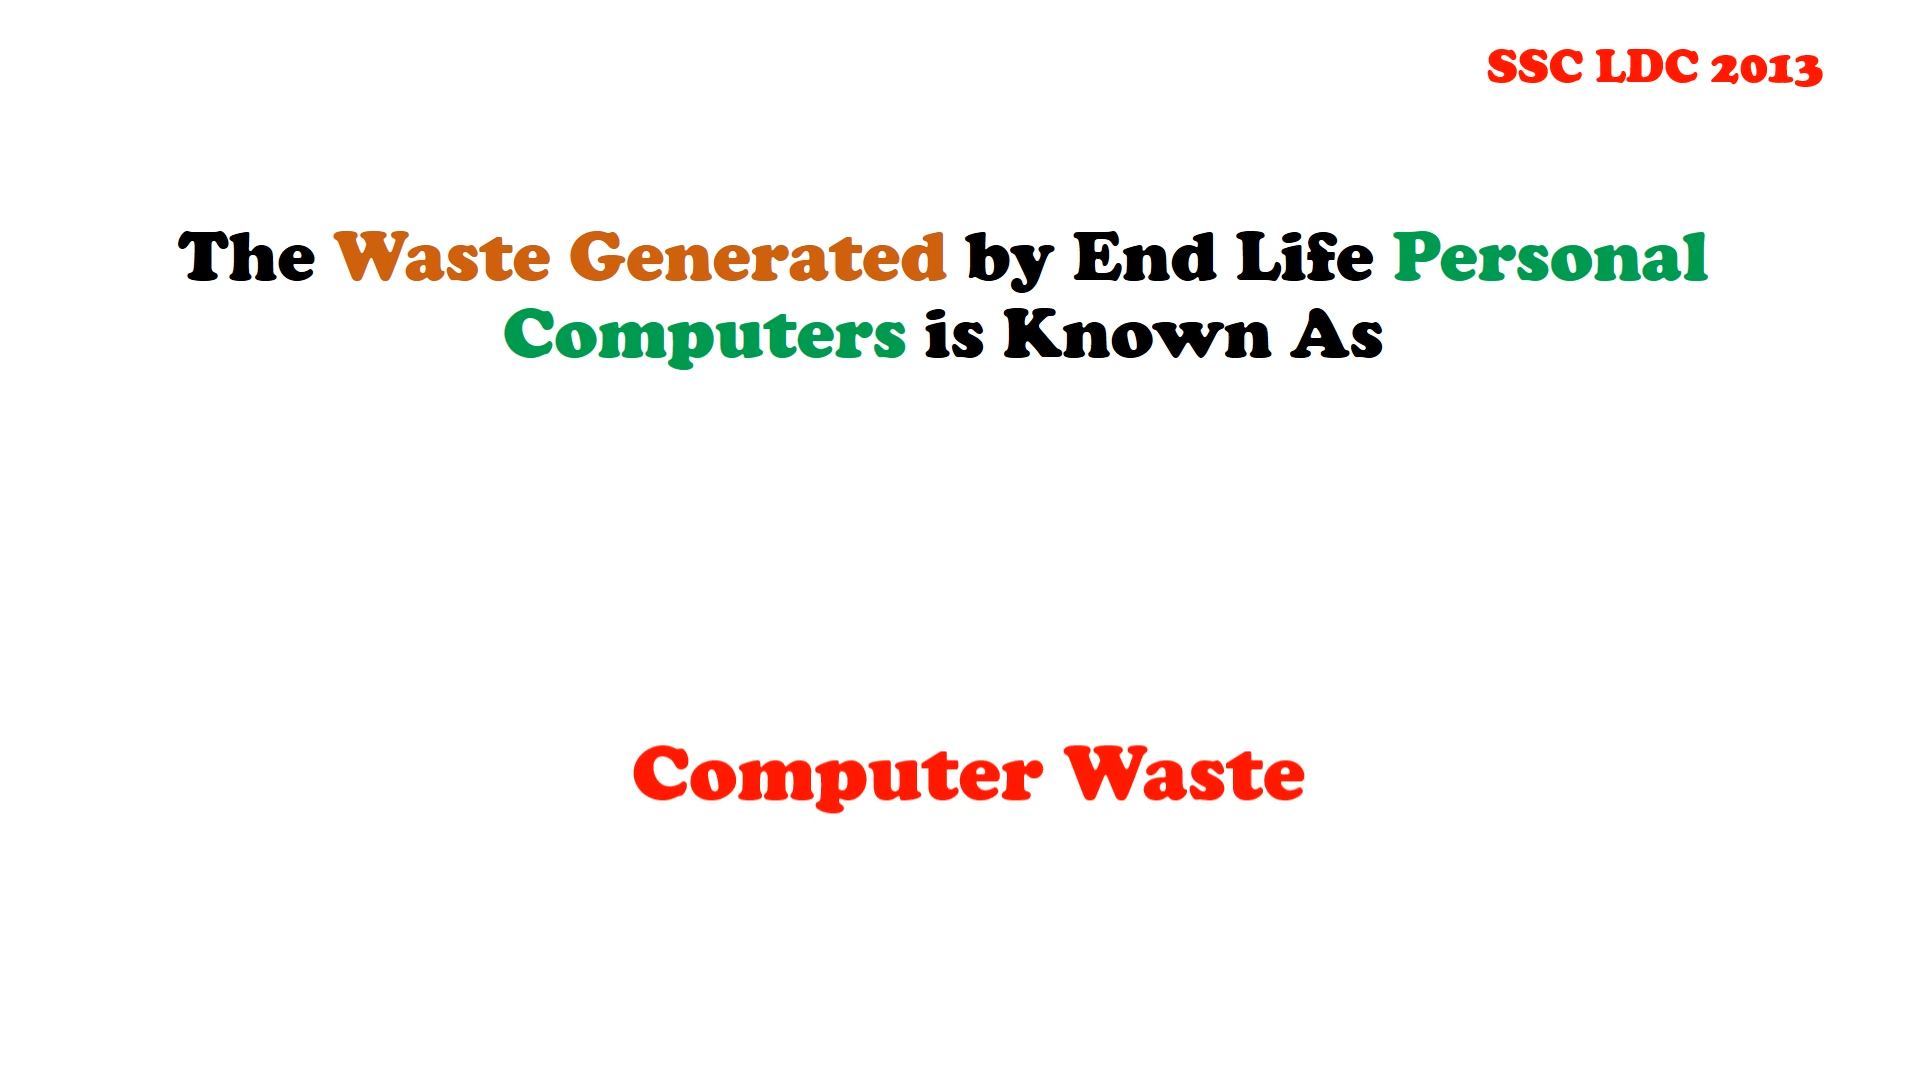 SSC LDC 2013
The Waste Generated by End Life Personal
Computers is Known As
Computer Waste